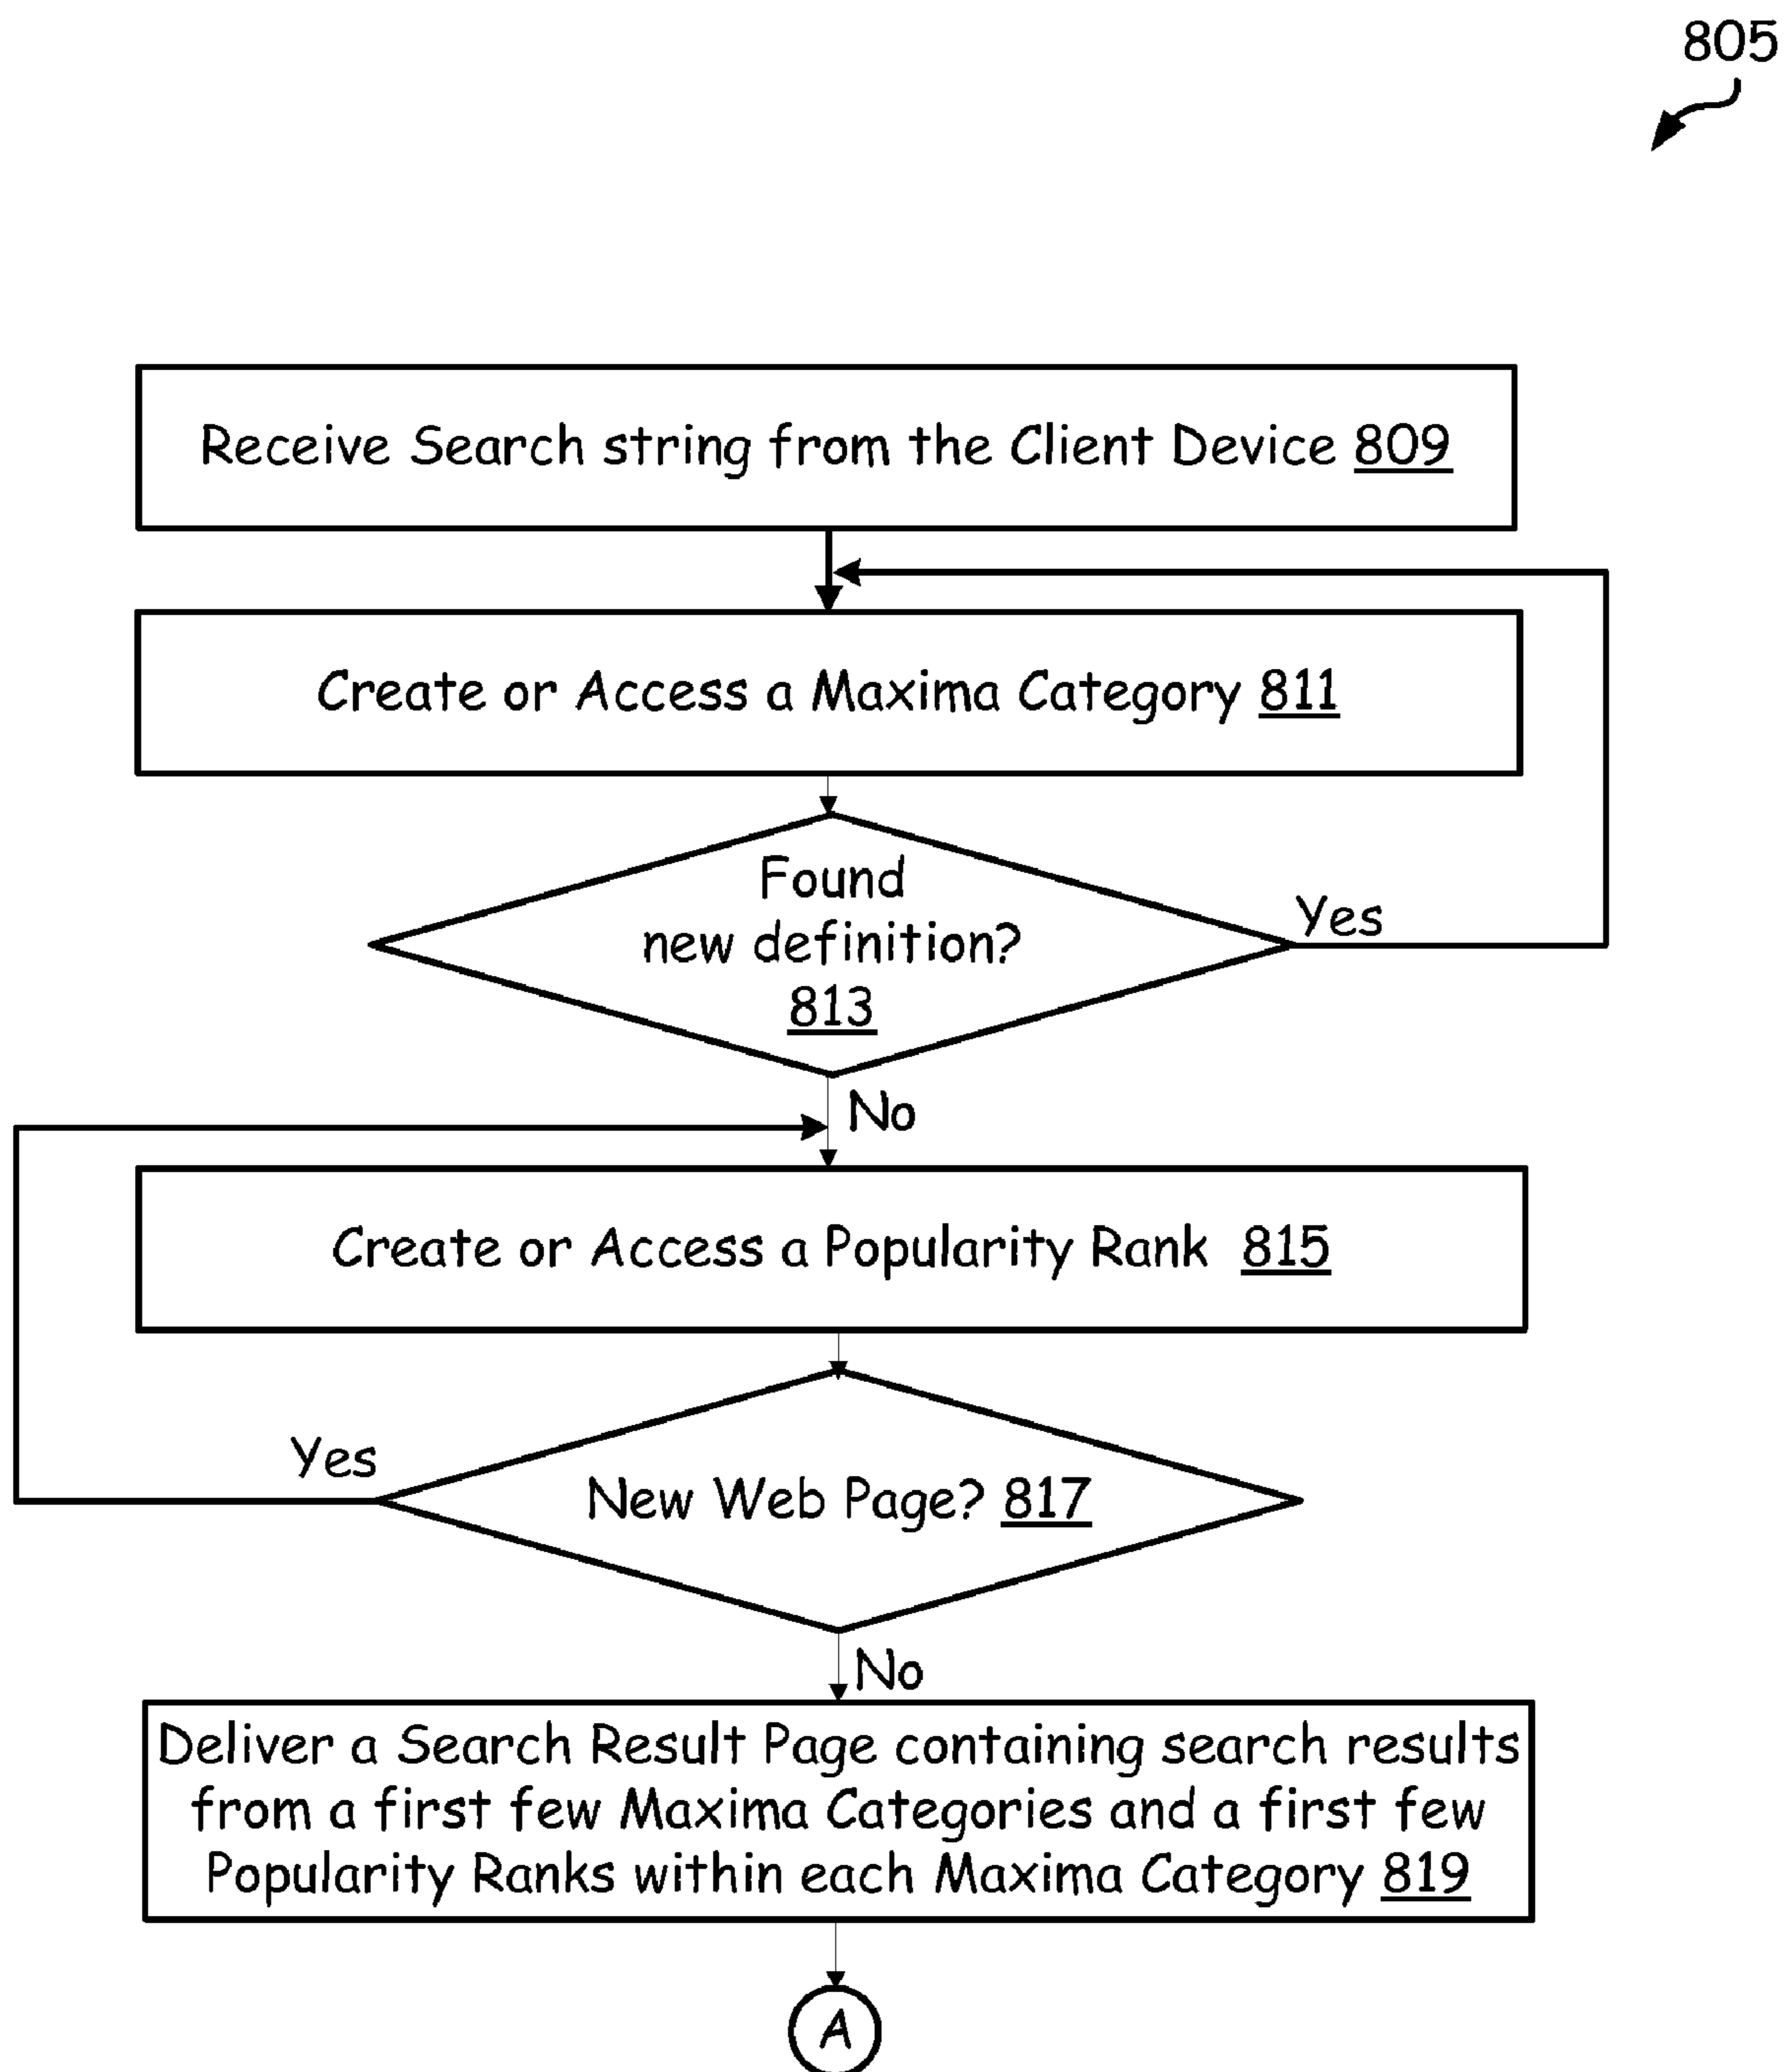 805
Receive Search string from the Client Device 809
Create or Access a Maxima Category 811
Found
new definition?
813
Yes
No
Create or Access a Popularity Rank 815
Yes
New Web Page? 817
No
Deliver a Search Result Page containing search results
from a first few Maxima Categories and a first few
Popularity Ranks within each Maxima Category 819
A